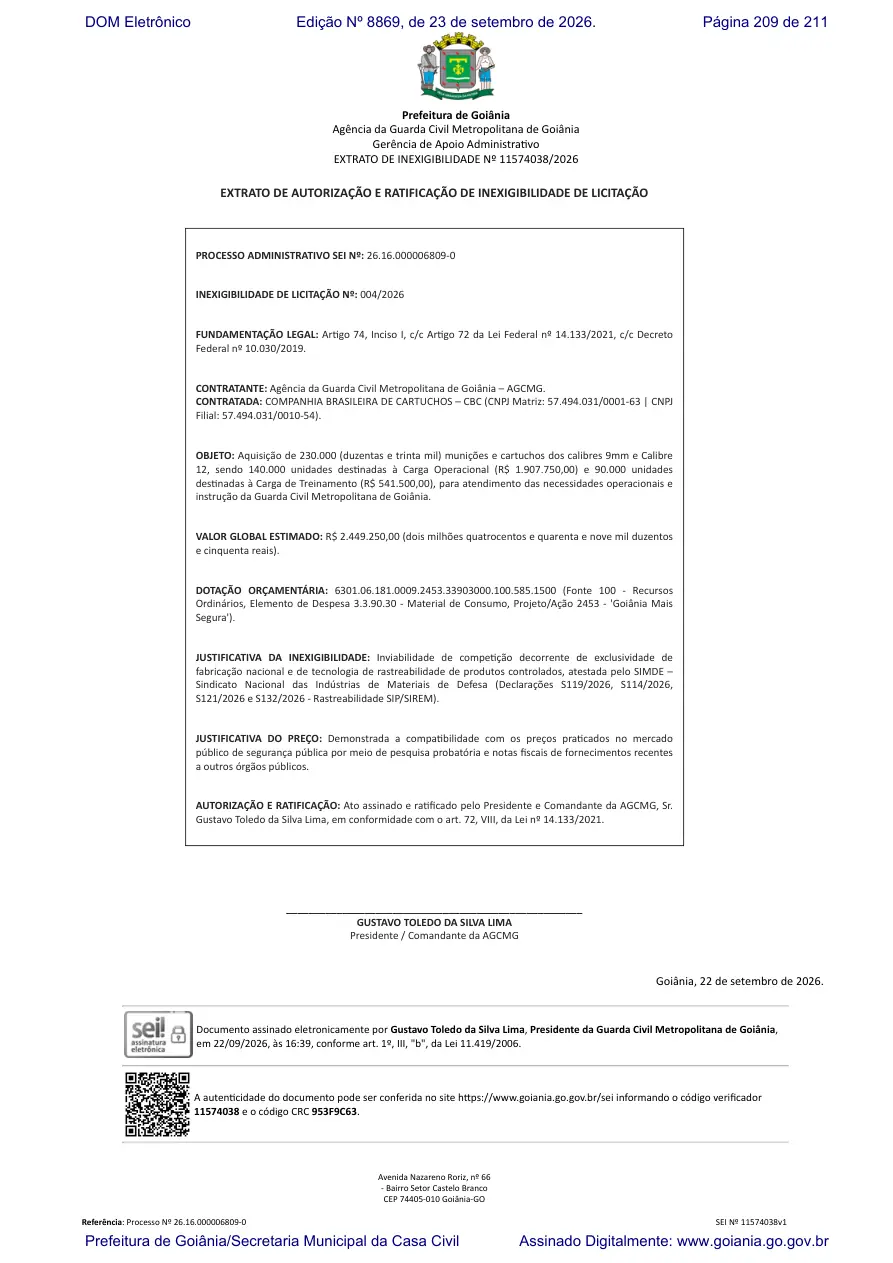 DOM Eletrônico Edição Nº 8869, de 23 de setembro de 2026. Página 209 de 211
Prefeitura de Goiânia
Agência da Guarda Civil Metropolitana de Goiânia
Gerência de Apoio Administrativo
EXTRATO DE INEXIGIBILIDADE Nº 11574038/2026
EXTRATO DE AUTORIZAÇÃO E RATIFICAÇÃO DE INEXIGIBILIDADE DE LICITAÇÃO
PROCESSO ADMINISTRATIVO SEI Nº: 26.16.000006809-0
INEXIGIBILIDADE DE LICITAÇÃO Nº: 004/2026
FUNDAMENTAÇÃO LEGAL: Artigo 74, Inciso I, c/c Artigo 72 da Lei Federal nº 14.133/2021, c/c Decreto
Federal nº 10.030/2019.
CONTRATANTE: Agência da Guarda Civil Metropolitana de Goiânia – AGCMG.
CONTRATADA: COMPANHIA BRASILEIRA DE CARTUCHOS – CBC (CNPJ Matriz: 57.494.031/0001-63 | CNPJ
Filial: 57.494.031/0010-54).
OBJETO: Aquisição de 230.000 (duzentas e trinta mil) munições e cartuchos dos calibres 9mm e Calibre
12, sendo 140.000 unidades destinadas à Carga Operacional (R$ 1.907.750,00) e 90.000 unidades
destinadas à Carga de Treinamento (R$ 541.500,00), para atendimento das necessidades operacionais e
instrução da Guarda Civil Metropolitana de Goiânia.
VALOR GLOBAL ESTIMADO: R$ 2.449.250,00 (dois milhões quatrocentos e quarenta e nove mil duzentos
e cinquenta reais).
DOTAÇÃO ORÇAMENTÁRIA: 6301.06.181.0009.2453.33903000.100.585.1500 (Fonte 100 - Recursos
Ordinários, Elemento de Despesa 3.3.90.30 - Material de Consumo, Projeto/Ação 2453 - 'Goiânia Mais
Segura').
JUSTIFICATIVA DA INEXIGIBILIDADE: Inviabilidade de competição decorrente de exclusividade de
fabricação nacional e de tecnologia de rastreabilidade de produtos controlados, atestada pelo SIMDE –
Sindicato Nacional das Indústrias de Materiais de Defesa (Declarações S119/2026, S114/2026,
S121/2026 e S132/2026 - Rastreabilidade SIP/SIREM).
JUSTIFICATIVA DO PREÇO: Demonstrada a compatibilidade com os preços praticados no mercado
público de segurança pública por meio de pesquisa probatória e notas fiscais de fornecimentos recentes
a outros órgãos públicos.
AUTORIZAÇÃO E RATIFICAÇÃO: Ato assinado e ratificado pelo Presidente e Comandante da AGCMG, Sr.
Gustavo Toledo da Silva Lima, em conformidade com o art. 72, VIII, da Lei nº 14.133/2021.
GUSTAVO TOLEDO DA SILVA LIMA
Presidente / Comandante da AGCMG
Goiânia, 22 de setembro de 2026.
sei!
assinatura
eletrônica
Documento assinado eletronicamente por Gustavo Toledo da Silva Lima, Presidente da Guarda Civil Metropolitana de Goiânia,
em 22/09/2026, às 16:39, conforme art. 1º, III, "b", da Lei 11.419/2006.
A autenticidade do documento pode ser conferida no site https://www.goiania.go.gov.br/sei informando o código verificador
11574038 e o código CRC 953F9C63.
Avenida Nazareno Roriz, nº 66
- Bairro Setor Castelo Branco
CEP 74405-010 Goiânia-GO
Referência: Processo Nº 26.16.000006809-0 SEI Nº 11574038v1
Prefeitura de Goiânia/Secretaria Municipal da Casa Civil Assinado Digitalmente: www.goiania.go.gov.br